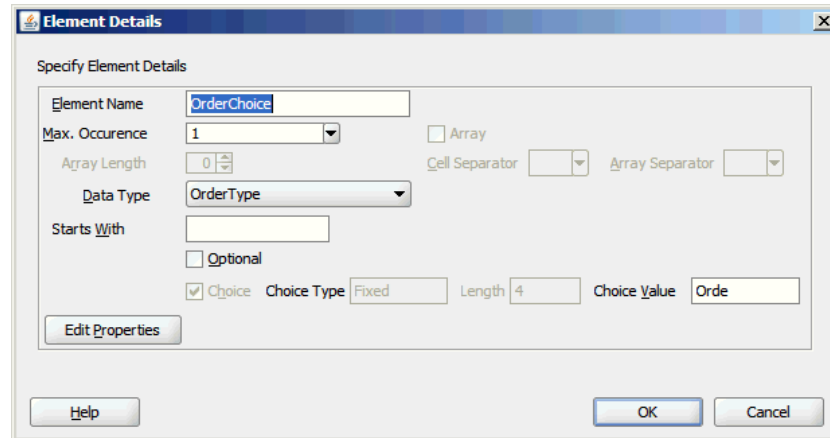 Element Details
Specify Element Details
Element Name OrderChoice
Max. Occurence 1 Array
Array Length 0 Cell Separator Array Separator
Data Type OrderType
Starts With
Optional
Choice Choice Type Fixed Length 4 Choice Value Orde
Edit Properties
Help OK Cancel